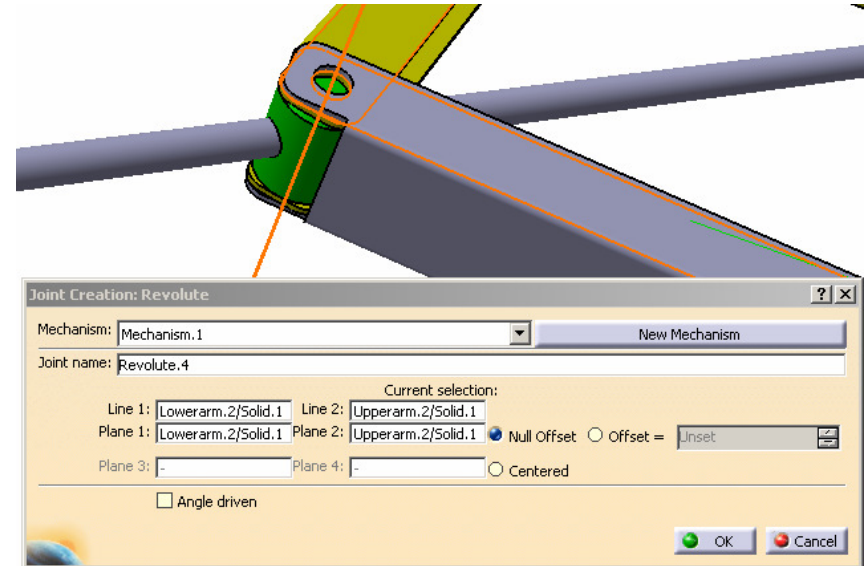 Joint Creation: Revolute ? X
Mechanism: Mechanism.1 New Mechanism
Joint name: Revolute.4
Current selection:
Line 1: Lowerarm.2/Solid.1 Line 2: Upperarm.2/Solid.1
Plane 1: Lowerarm.2/Solid.1 Plane 2: Upperarm.2/Solid.1 Null Offset Offset = Unset
Plane 3: - Plane 4: - Centered
Angle driven
OK Cancel